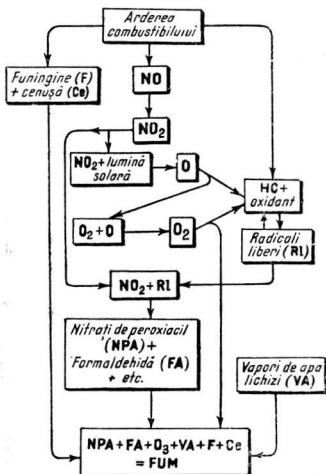 Arderea
combustibilului
Funingine (F)
+ cenușă (Ce)
NO
NO2
NO2+lumină
solară
O
HC+
oxidant
O2+O
O2
Radicali
liberi (Rl)
NO2+Rl
Nitrați de peroxiacil
(NPA) +
Formaldehidă (FA)
+ etc.
Vapori de apa
lichizi (VA)
NPA+FA+O3+VA+F+Ce
=FUM